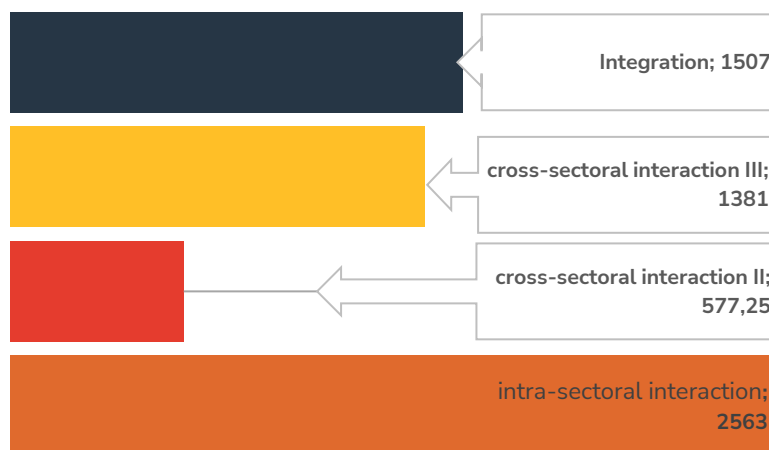 Integration; 1507
cross-sectoral interaction III;
1381
cross-sectoral interaction II;
577,25
intra-sectoral interaction;
2563